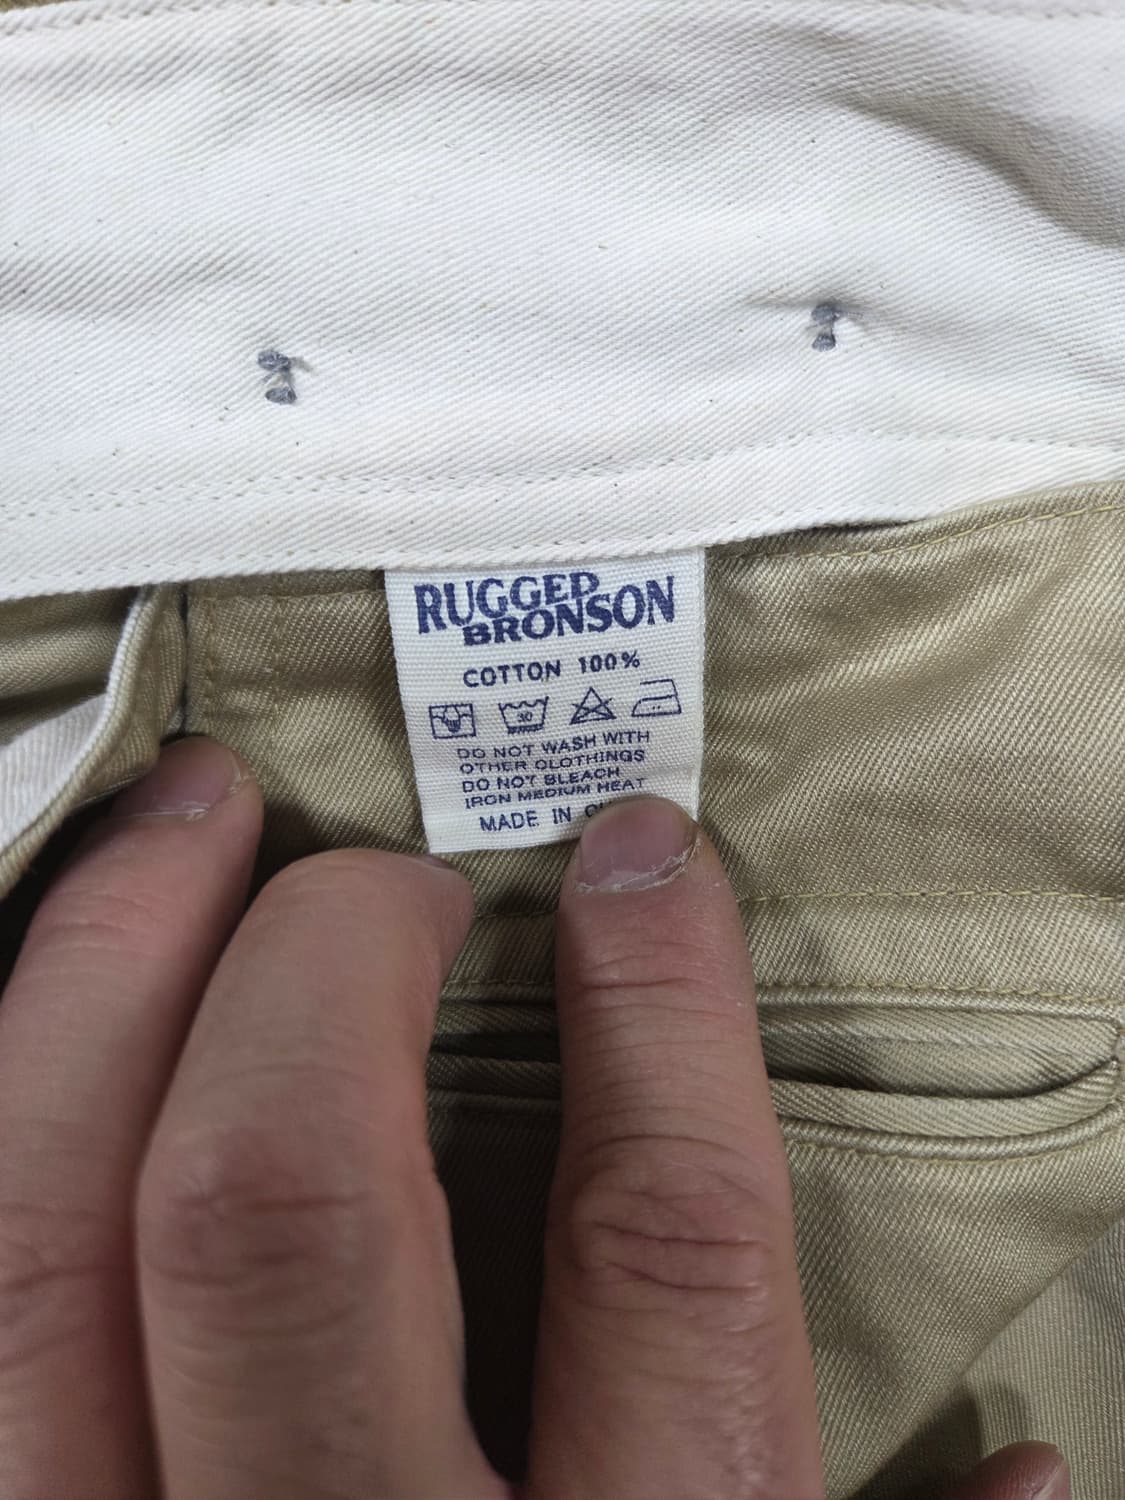 RUGGED
BRONSON
COTTON 100%
30
DO NOT WASH WITH
OTHER CLOTHINGS
DO NOT BLEACH
IRON MEDIUM HEAT
MADE IN